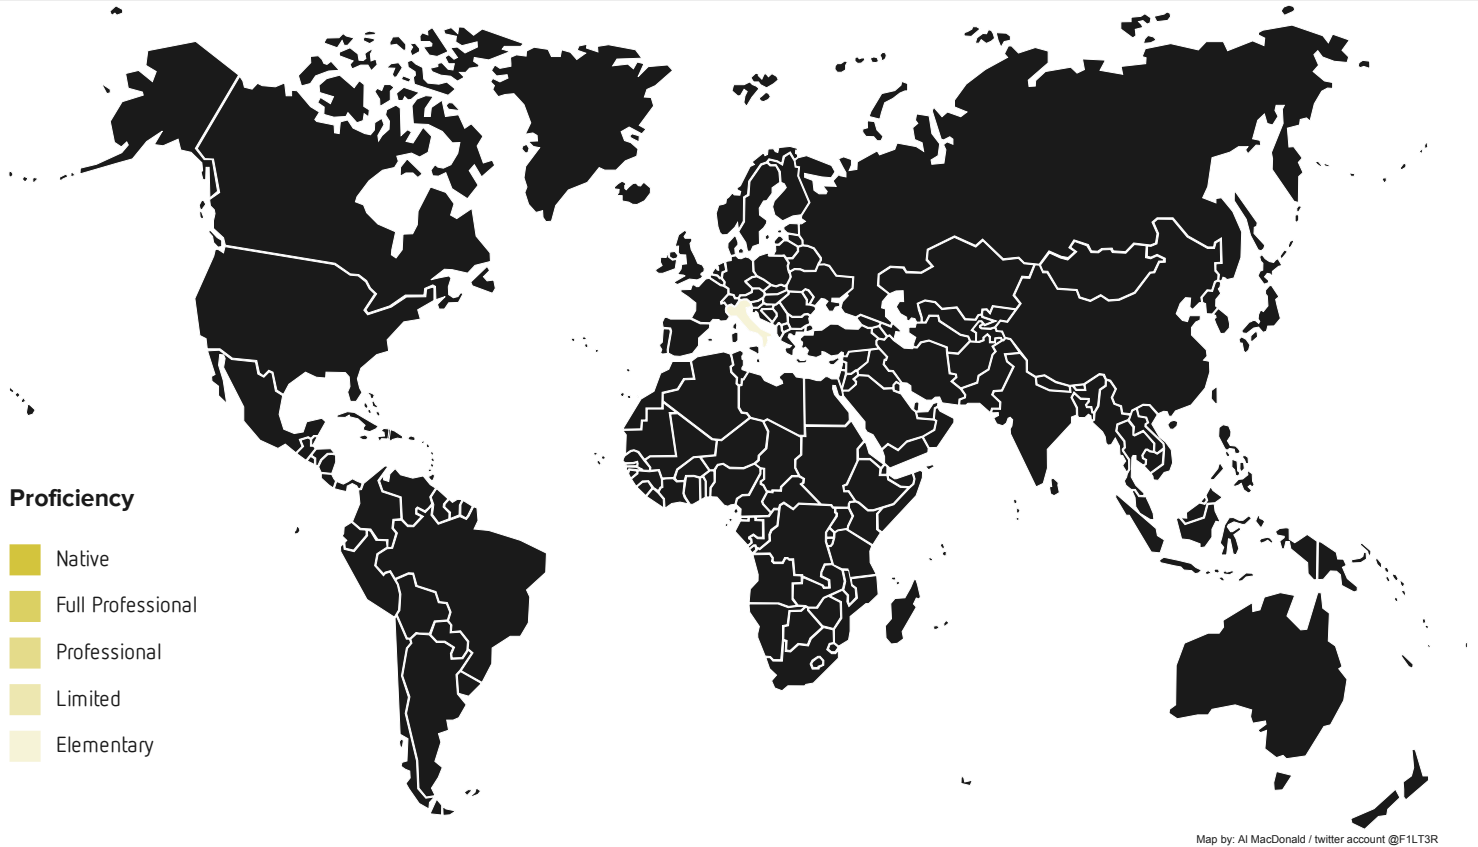 Proficiency
Native
Full Professional
Professional
Limited
Elementary
Map by: Al MacDonald / twitter account @F1LT3R